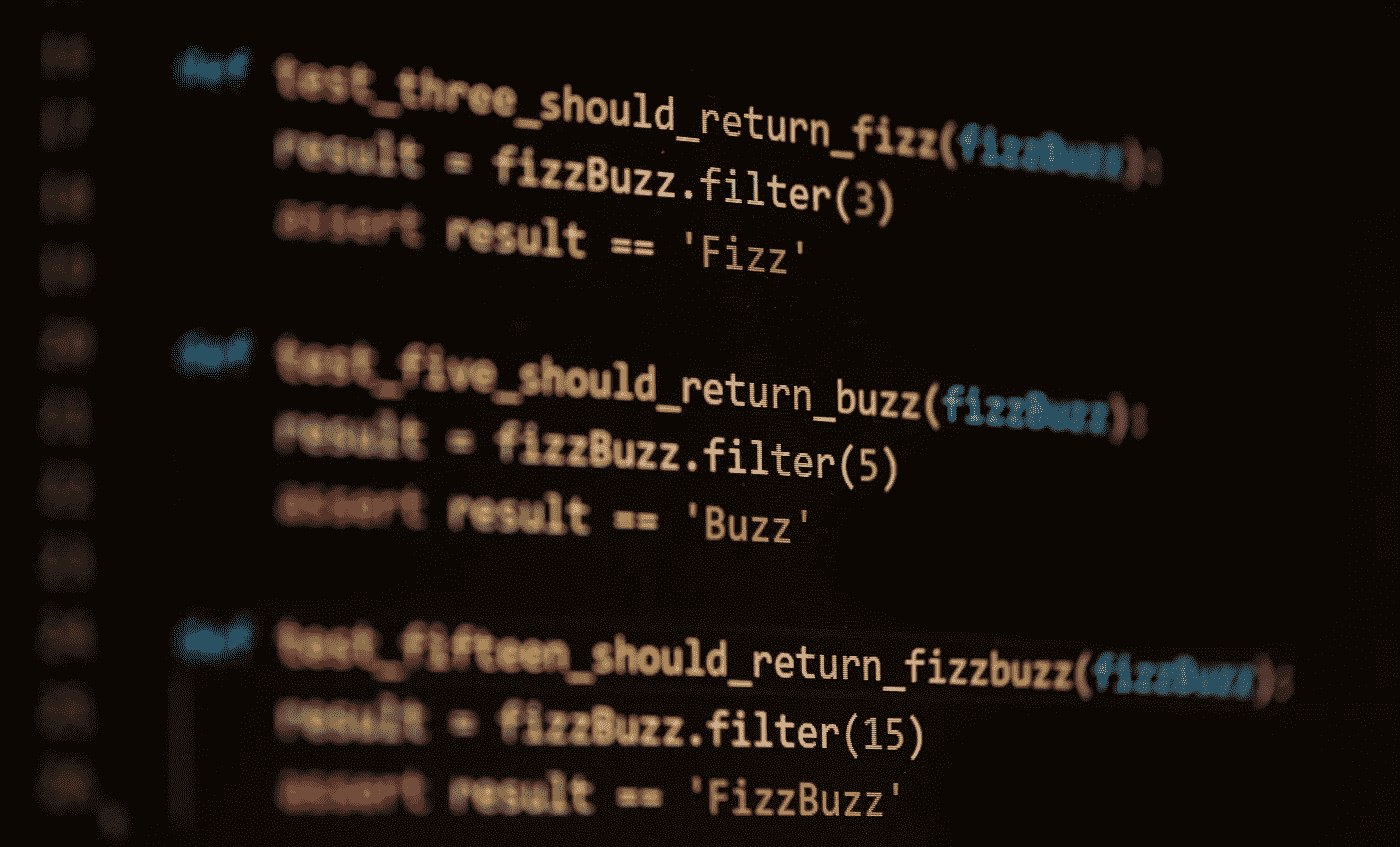 def test_three_should_return_fizz(fizzBuzz):
result = fizzBuzz.filter(3)
assert result == 'Fizz'
def test_five_should_return_buzz(fizzBuzz):
result = fizzBuzz.filter(5)
assert result == 'Buzz'
def test_fifteen_should_return_fizzbuzz(fizzBuzz):
result = fizzBuzz.filter(15)
assert result == 'FizzBuzz'